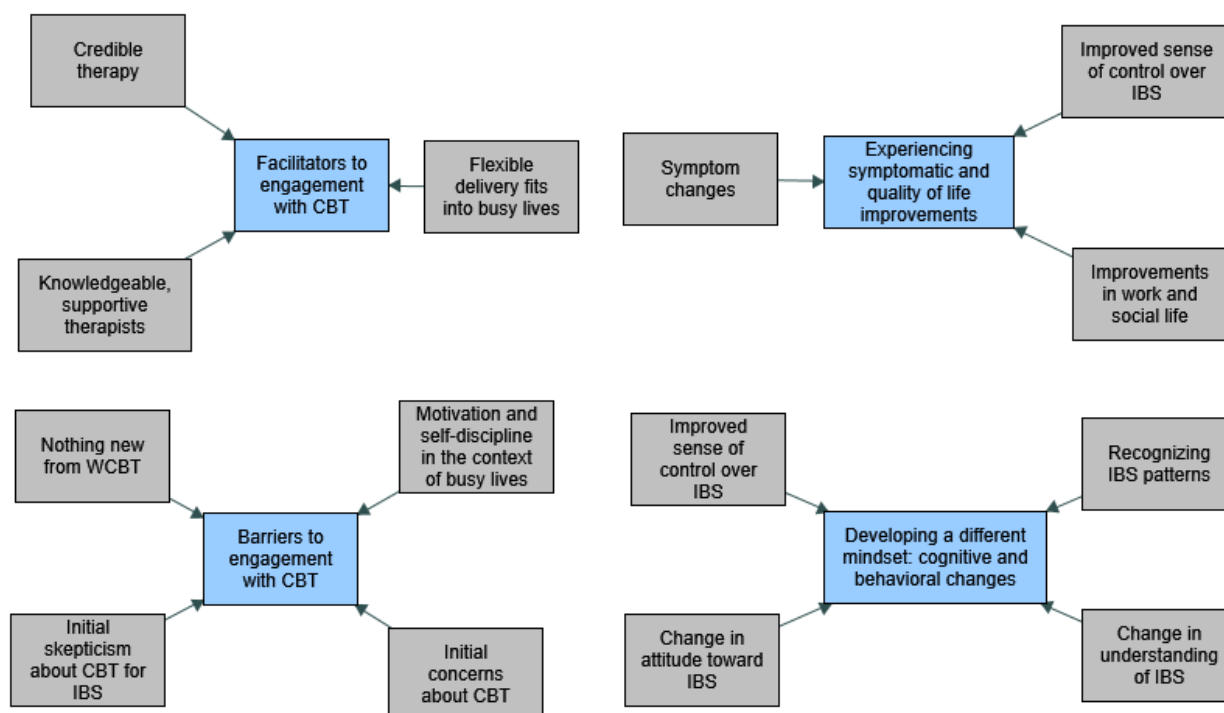 Credible
therapy
Facilitators to
engagement
with CBT
Flexible
delivery fits
into busy lives
Knowledgeable,
supportive
therapists
Improved sense
of control over
IBS
Symptom
changes
Experiencing
symptomatic and
quality of life
improvements
Improvements
in work and
social life
Nothing new
from WCBT
Motivation and
self-discipline
in the context
of busy lives
Barriers to
engagement
with CBT
Initial
skepticism
about CBT for
IBS
Initial
concerns
about CBT
Improved
sense of
control over
IBS
Recognizing
IBS patterns
Developing a different
mindset: cognitive and
behavioral changes
Change in
attitude toward
IBS
Change in
understanding
of IBS